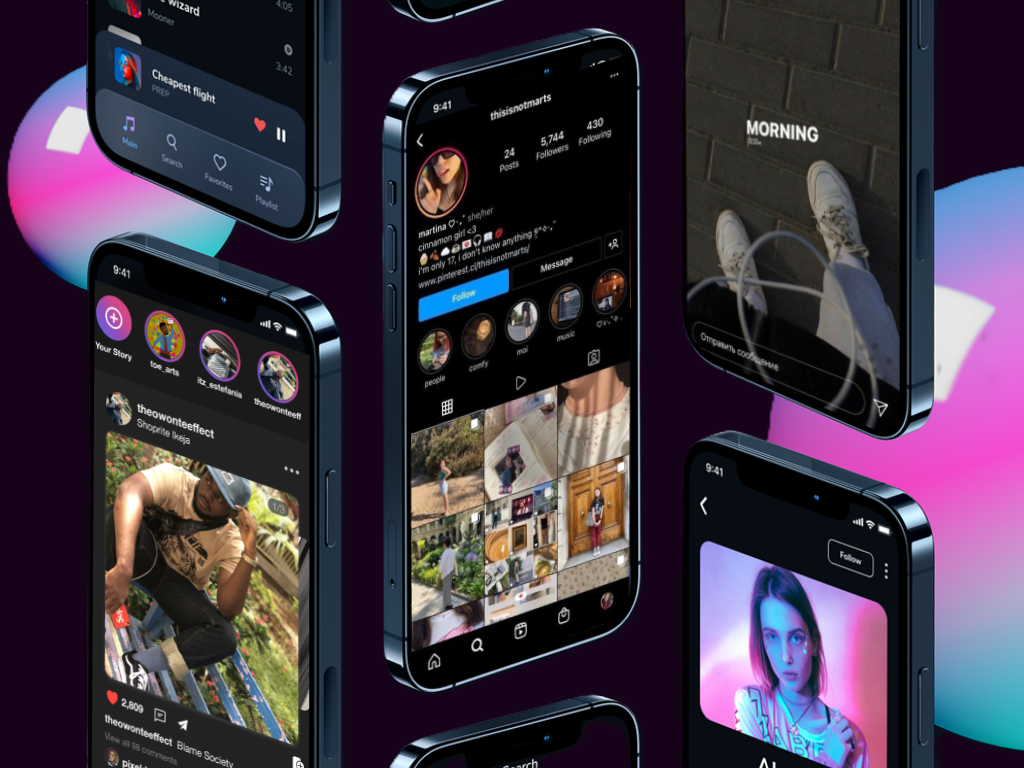 wizard
4:05
Mooner
3:42
Cheapest flight
PREP
Main
Search
Favorites
Playlist
9:41
Your Story
toe_arts
itz_estefania
theowonteeff
theowonteeffect
Shoprite Ikeja
1/9
2,809
theowonteeffect Blame Society
View all 98 comments
9:41
thisisnotmarts
24
Posts
5,744
Followers
430
Following
martina she/her
cinnamon girl <3
i'm only 17, i don't know anything
www.pinterest.cl/thisisnotmarts/
Follow
Message
people
comfy
moi
music
Search
MORNING
Отправить сообщение
9:41
Follow